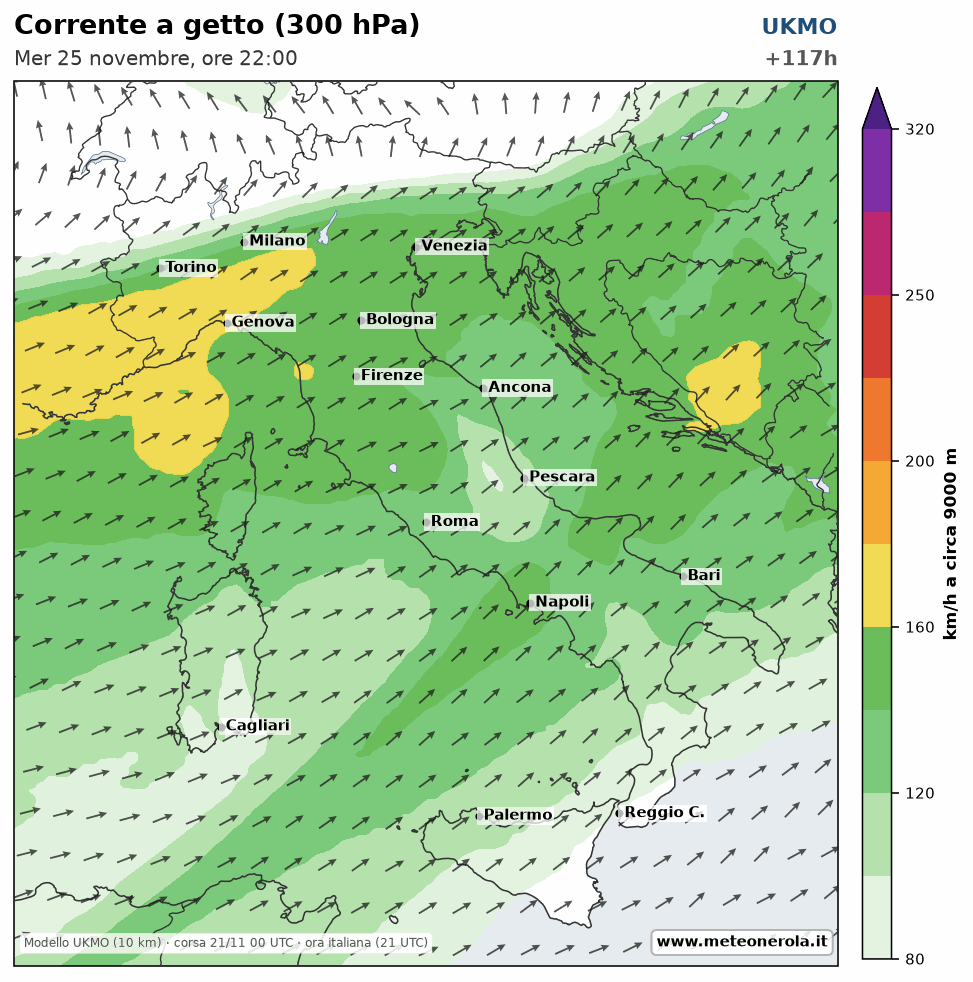 Corrente a getto (300 hPa)
UKMO
Mer 25 novembre, ore 22:00
+117h
320
250
200
160
120
80
km/h a circa 9000 m
Milano
Venezia
Torino
Genova
Bologna
Firenze
Ancona
Pescara
Roma
Bari
Napoli
Cagliari
Palermo
Reggio C.
Modello UKMO (10 km) · corsa 21/11 00 UTC · ora italiana (21 UTC)
www.meteonerola.it